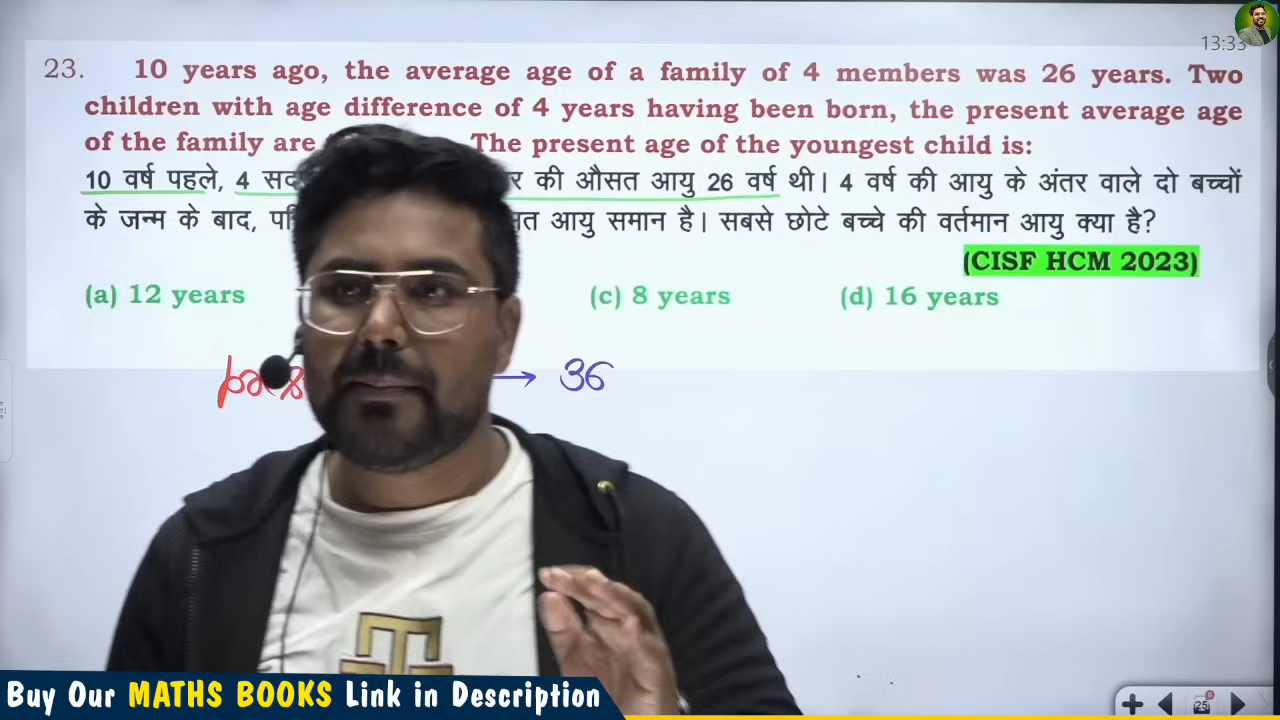 13:33
23. 10 years ago, the average age of a family of 4 members was 26 years. Two
children with age difference of 4 years having been born, the present average age
of the family are The present age of the youngest child is:
10 वर्ष पहले, 4 की औसत आयु 26 वर्ष थी। 4 वर्ष की आयु के अंतर वाले दो बच्चों
के जन्म के बाद, आयु समान है। सबसे छोटे बच्चे की वर्तमान आयु क्या है?
(CISF HCM 2023)
(a) 12 years (c) 8 years (d) 16 years
→ 36
Buy Our MATHS BOOKS Link in Description
25